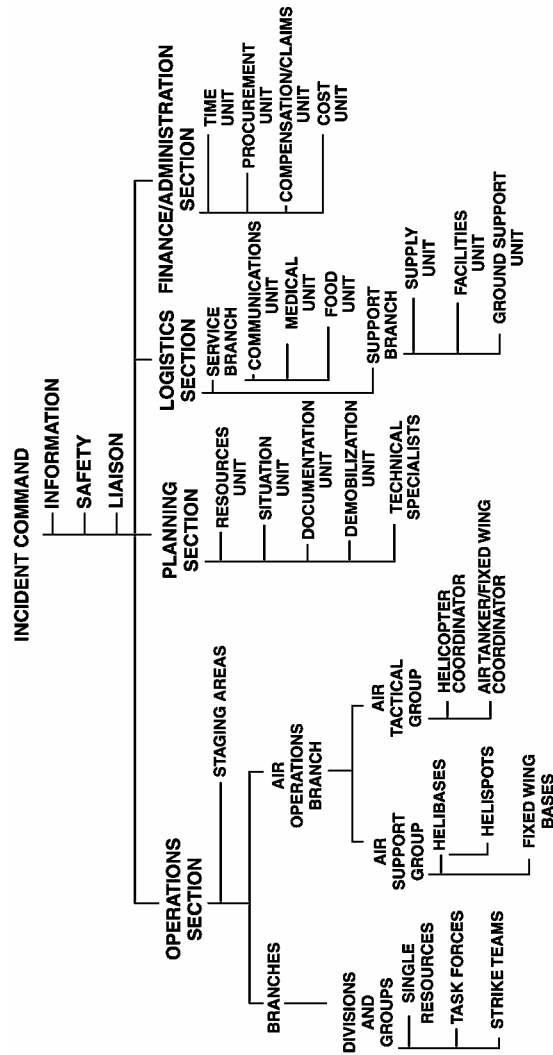 INCIDENT COMMAND
INFORMATION
SAFETY
LIAISON
OPERATIONS
SECTION
STAGING AREAS
BRANCHES
DIVISIONS
AND
GROUPS
SINGLE
RESOURCES
TASK FORCES
STRIKE TEAMS
AIR
OPERATIONS
BRANCH
AIR
SUPPORT
GROUP
HELIBASES
HELISPOTS
FIXED WING
BASES
AIR
TACTICAL
GROUP
HELICOPTER
COORDINATOR
AIR TANKER/FIXED WING
COORDINATOR
PLANNING
SECTION
RESOURCES
UNIT
SITUATION
UNIT
DOCUMENTATION
UNIT
DEMOBILIZATION
UNIT
TECHNICAL
SPECIALISTS
LOGISTICS
SECTION
SERVICE
BRANCH
COMMUNICATIONS
UNIT
MEDICAL
UNIT
FOOD
UNIT
SUPPORT
BRANCH
SUPPLY
UNIT
FACILITIES
UNIT
GROUND SUPPORT
UNIT
FINANCE/ADMINISTRATION
SECTION
TIME
UNIT
PROCUREMENT
UNIT
COMPENSATION/CLAIMS
UNIT
COST
UNIT